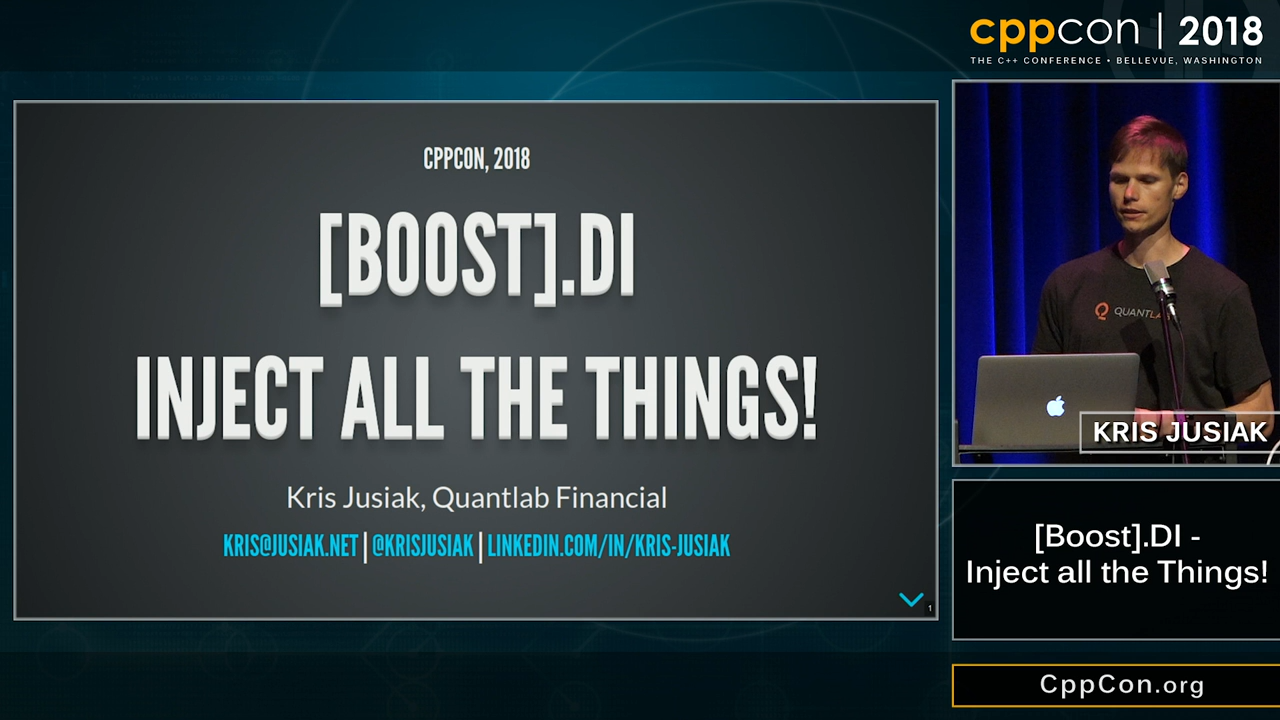 cppcon | 2018
THE C++ CONFERENCE • BELLEVUE, WASHINGTON
CPPCON, 2018
[BOOST].DI
INJECT ALL THE THINGS!
Kris Jusiak, Quantlab Financial
KRIS@JUSIAK.NET | @KRISJUSIAK | LINKEDIN.COM/IN/KRIS-JUSIAK
1
KRIS JUSIAK
[Boost].DI -
Inject all the Things!
CppCon.org